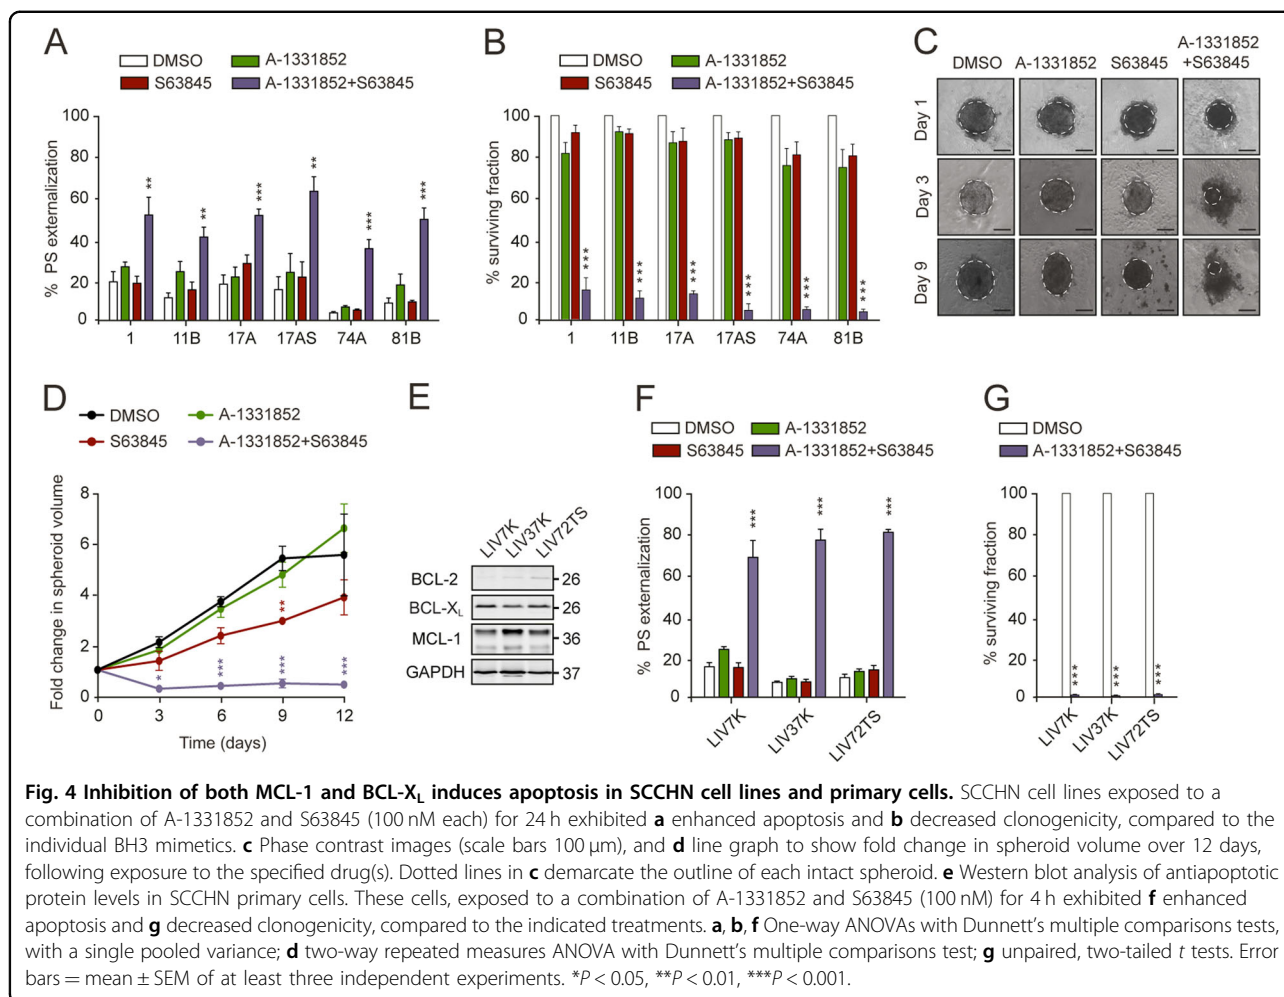 A
DMSO
A-1331852
S63845
A-1331852+S63845
% PS externalization
100
80
60
40
20
0
**
**
***
**
***
***
1
11B
17A
17AS
74A
81B
B
DMSO
A-1331852
S63845
A-1331852+S63845
% surviving fraction
100
80
60
40
20
0
***
***
***
***
***
***
1
11B
17A
17AS
74A
81B
C
DMSO
A-1331852
S63845
A-1331852
+S63845
Day 1
Day 3
Day 9
D
DMSO
A-1331852
S63845
A-1331852+S63845
Fold change in spheroid volume
8
6
4
2
0
**
*
***
***
***
0
3
6
9
12
Time (days)
E
LIV7K
LIV37K
LIV72TS
BCL-2
26
BCL-XL
26
MCL-1
36
GAPDH
37
F
DMSO
A-1331852
S63845
A-1331852+S63845
% PS externalization
100
80
60
40
20
0
***
***
***
LIV7K
LIV37K
LIV72TS
G
DMSO
A-1331852+S63845
% surviving fraction
100
80
60
40
20
0
***
***
***
LIV7K
LIV37K
LIV72TS
Fig. 4 Inhibition of both MCL-1 and BCL-XL induces apoptosis in SCCHN cell lines and primary cells. SCCHN cell lines exposed to a
combination of A-1331852 and S63845 (100 nM each) for 24 h exhibited a enhanced apoptosis and b decreased clonogenicity, compared to the
individual BH3 mimetics. c Phase contrast images (scale bars 100 μm), and d line graph to show fold change in spheroid volume over 12 days,
following exposure to the specified drug(s). Dotted lines in c demarcate the outline of each intact spheroid. e Western blot analysis of antiapoptotic
protein levels in SCCHN primary cells. These cells, exposed to a combination of A-1331852 and S63845 (100 nM) for 4 h exhibited f enhanced
apoptosis and g decreased clonogenicity, compared to the indicated treatments. a, b, f One-way ANOVAs with Dunnett's multiple comparisons tests,
with a single pooled variance; d two-way repeated measures ANOVA with Dunnett's multiple comparisons test; g unpaired, two-tailed t tests. Error
bars = mean ± SEM of at least three independent experiments. *P < 0.05, **P < 0.01, ***P < 0.001.